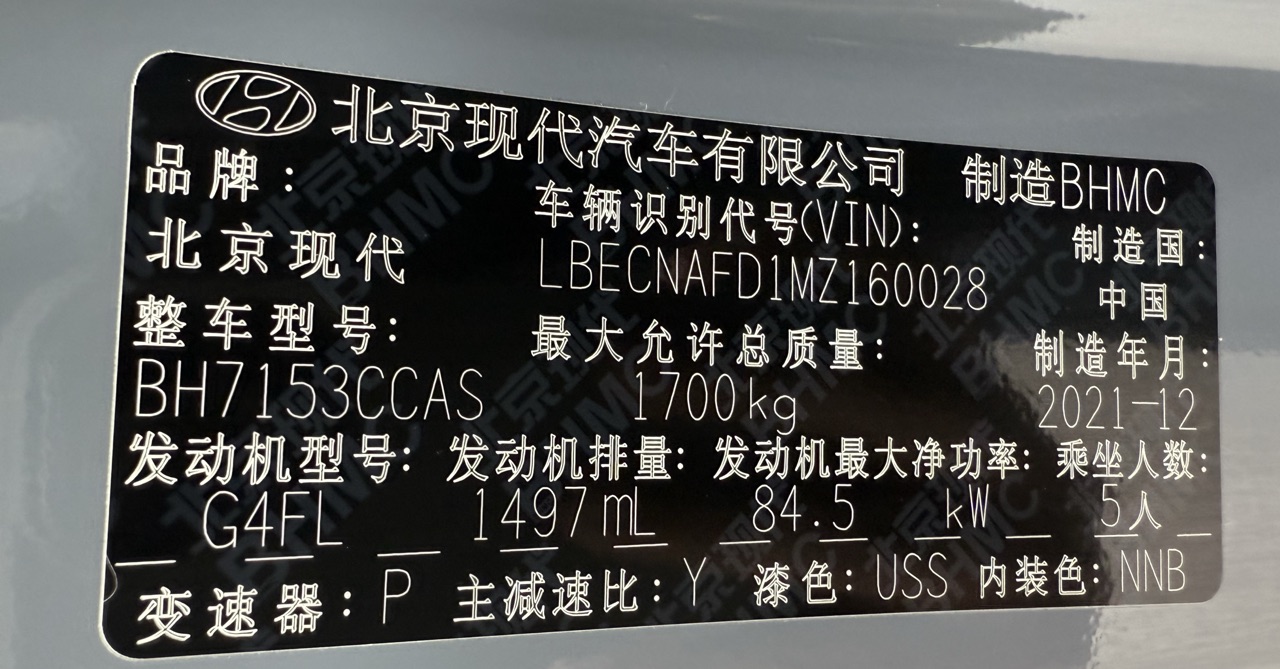 北京现代汽车有限公司 制造BHMC
品牌： 车辆识别代号(VIN)： 制造国：
北京现代 LBECNAFD1MZ160028 中国
整车型号： 最大允许总质量： 制造年月：
BH7153CCAS 1700kg 2021-12
发动机型号： 发动机排量： 发动机最大净功率： 乘坐人数：
G4FL 1497mL 84.5 kW 5人
变速器：P 主减速比：Y 漆色：USS 内装色：NNB